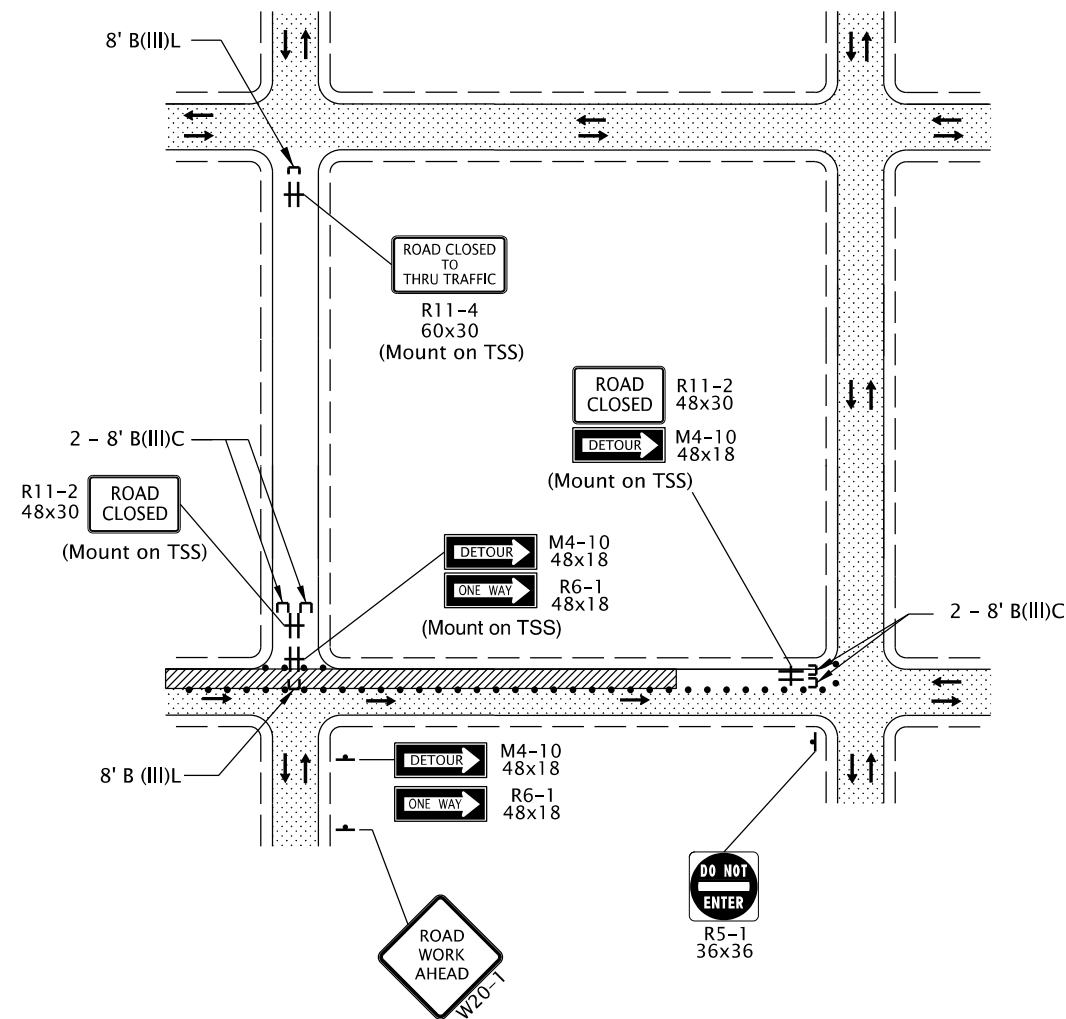 8' B(III)L
ROAD CLOSED
TO
THRU TRAFFIC
R11-4
60x30
(Mount on TSS)
ROAD
CLOSED
R11-2
48x30
DETOUR
M4-10
48x18
(Mount on TSS)
2 - 8' B(III)C
R11-2
48x30
ROAD
CLOSED
(Mount on TSS)
DETOUR
M4-10
48x18
ONE WAY
R6-1
48x18
(Mount on TSS)
2 - 8' B(III)C
8' B (III)L
DETOUR
M4-10
48x18
ONE WAY
R6-1
48x18
DO NOT
ENTER
R5-1
36x36
ROAD
WORK
AHEAD
W20-1